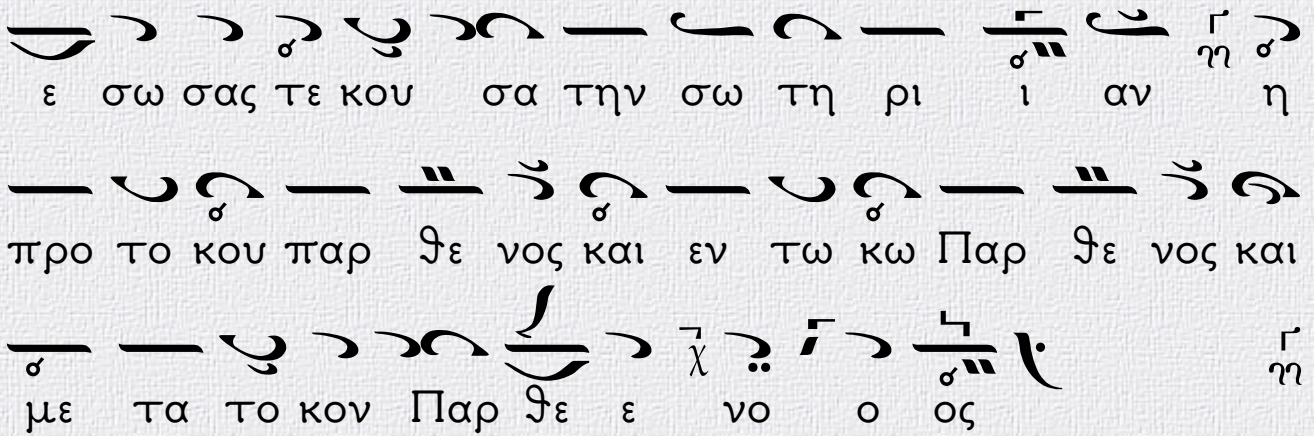 ε σω σας τε κου σα την σω τη ρι ι αν η
προ το κου παρ θε νος και εν τω κω Παρ θε νος και
με τα το κον Παρ θε ε νο ο ος